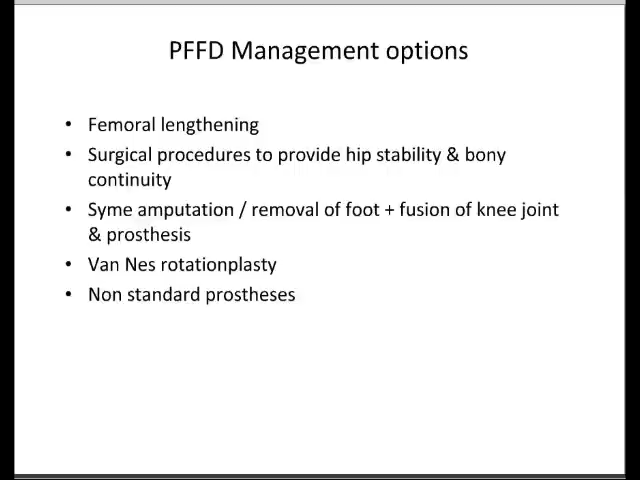 PFFD Management options
• Femoral lengthening
• Surgical procedures to provide hip stability & bony
continuity
• Syme amputation / removal of foot + fusion of knee joint
& prosthesis
• Van Nes rotationplasty
• Non standard prostheses